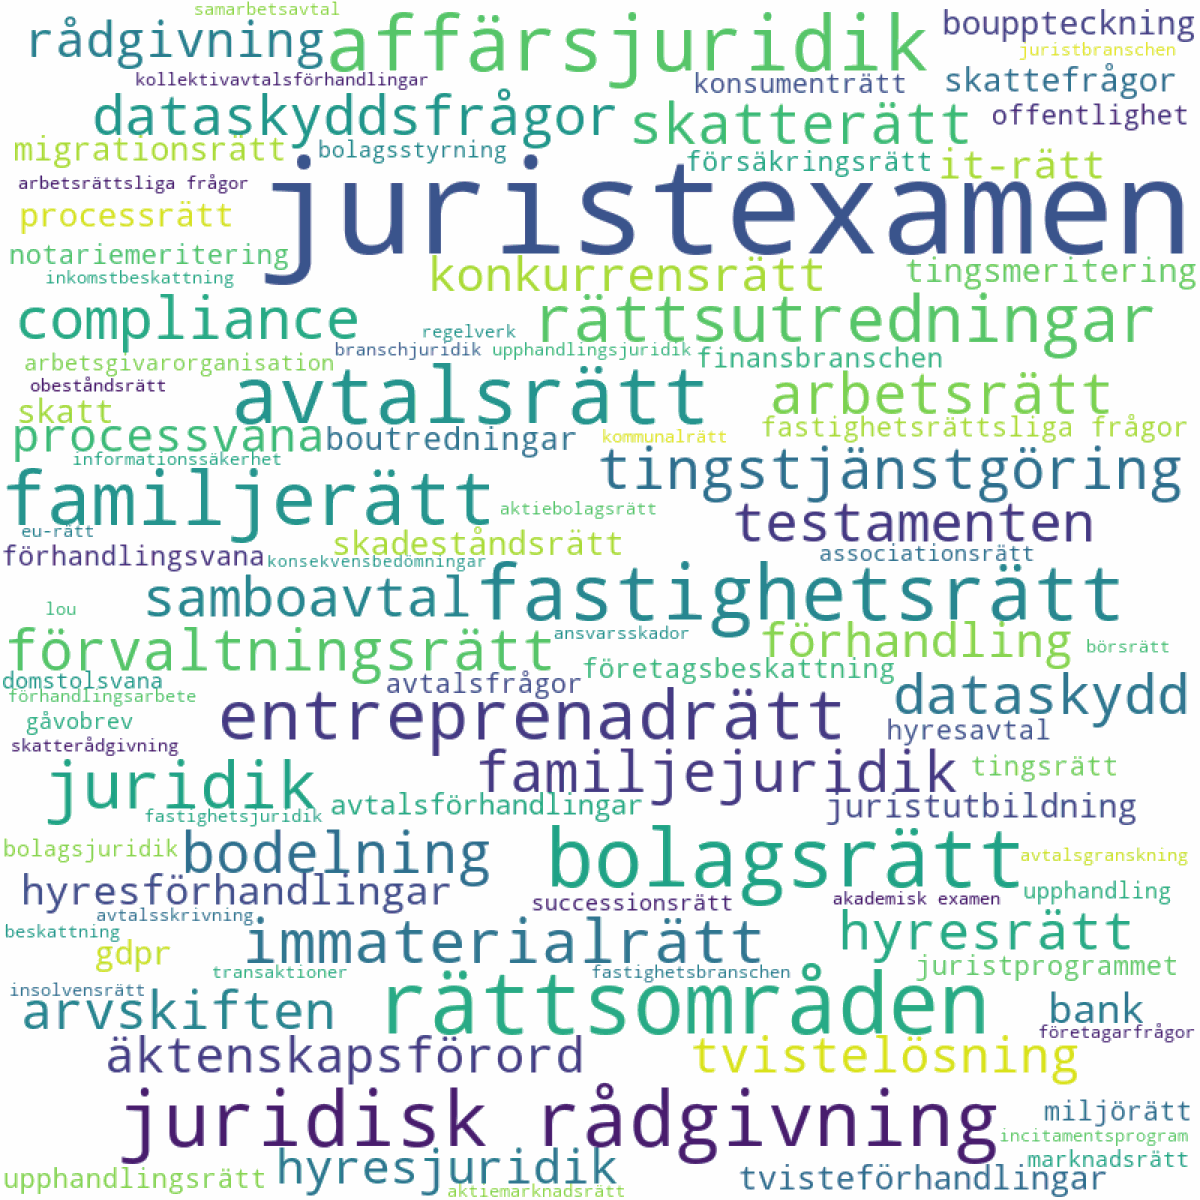 samarbetsavtal
rådgivning
affärsjuridik
bouppteckning
juristbranschen
kollektivavtalsförhandlingar
konsumenträtt
skattefrågor
dataskyddsfrågor
skatterätt
offentlighet
migrationsrätt
bolagsstyrning
försäkringsrätt
it-rätt
arbetsrättsliga frågor
juristexamen
processrätt
notariemeritering
konkurrensrätt
tingsmeritering
inkomstbeskattning
compliance
rättsutredningar
regelverk
branschjuridik
upphandlingsjuridik
finansbranschen
arbetsgivarorganisation
obeståndsrätt
avtalsrätt
arbetsrätt
skatt
processvana
boutredningar
kommunalrätt
fastighetsrättsliga frågor
informationssäkerhet
familjerätt
tingstjänstgöring
aktiebolagsrätt
testamenten
eu-rätt
skadeståndsrätt
förhandlingsvana
konsekvensbedömningar
associationsrätt
samboavtal
fastighetsrätt
lou
förvaltningsrätt
ansvarsskador
förhandling
börsrätt
domstolsvana
avtalsfrågor
företagsbeskattning
förhandlingsarbete
entreprenadrätt
dataskydd
gåvobrev
hyresavtal
skatterådgivning
juridik
familjejuridik
tingsrätt
fastighetsjuridik
avtalsförhandlingar
juristutbildning
bolagsjuridik
bodelning
bolagsrätt
avtalsgranskning
hyresförhandlingar
successionsrätt
akademisk examen
upphandling
avtalsskrivning
beskattning
immaterialrätt
hyresrätt
gdpr
transaktioner
fastighetsbranschen
juristprogrammet
insolvensrätt
arvskiften
rättsområden
bank
företagarfrågor
äktenskapsförord
tvistelösning
juridisk rådgivning
miljörätt
incitamentsprogram
upphandlingsrätt
hyresjuridik
marknadsrätt
aktiemarknadsrätt
tvisteförhandlingar